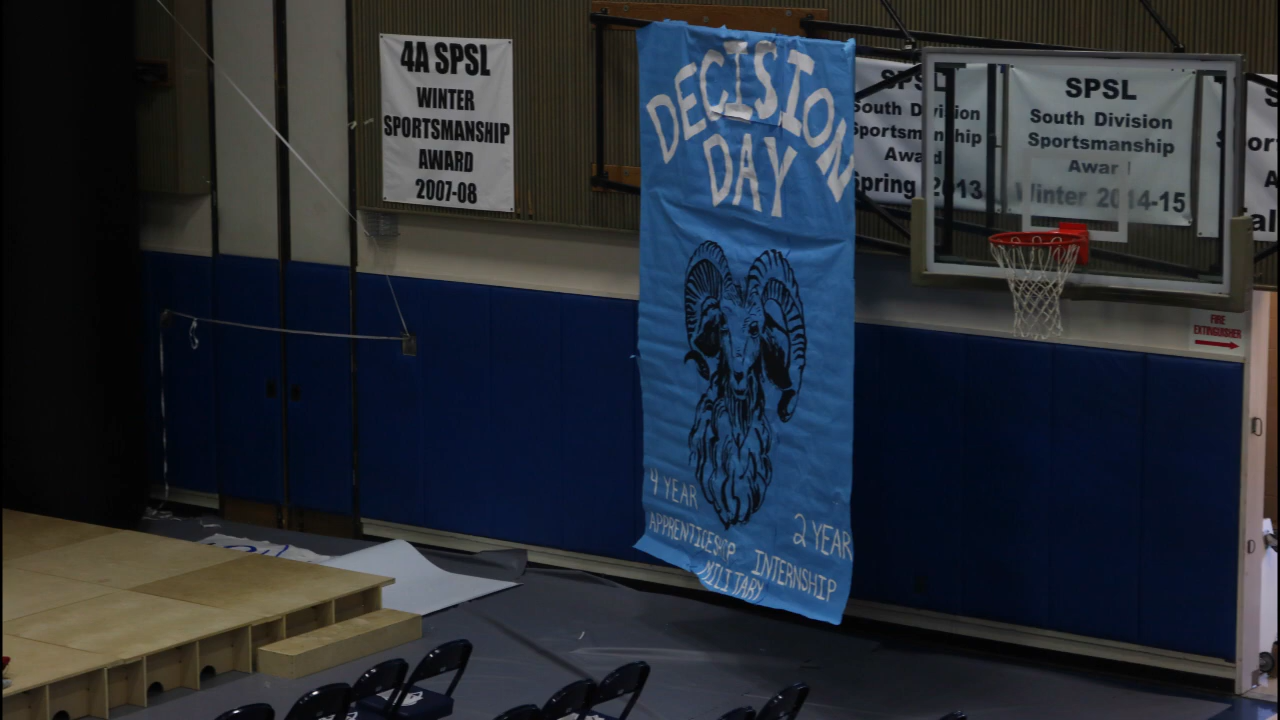 4A SPSL
WINTER
SPORTSMANSHIP
AWARD
2007-08
DECISION
DAY
4 YEAR
2 YEAR
APPRENTICESHIP
INTERNSHIP
MILITARY
South Division
Sportsmanship
Award
Spring 2013
SPSL
South Division
Sportsmanship
Award
Winter 2014-15
FIRE
EXTINGUISHER